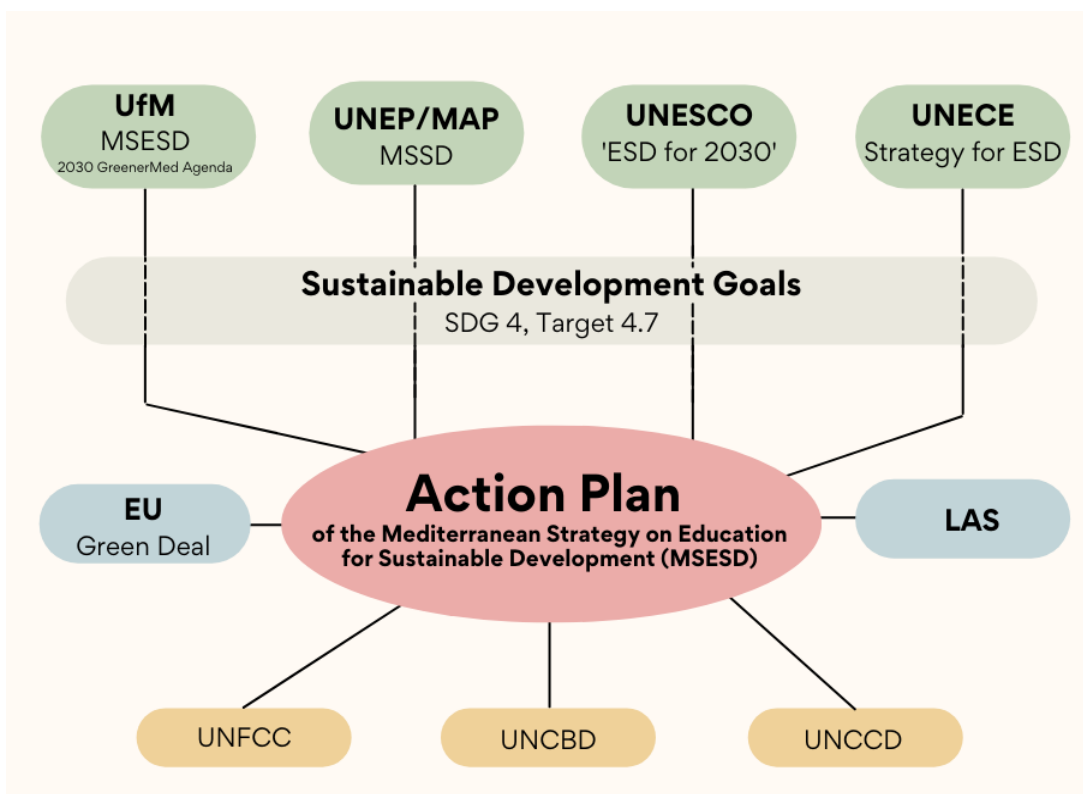 UfM
MSESD
2030 GreenerMed Agenda
UNEP/MAP
MSSD
UNESCO
'ESD for 2030'
UNECE
Strategy for ESD
Sustainable Development Goals
SDG 4, Target 4.7
EU
Green Deal
Action Plan
of the Mediterranean Strategy on Education
for Sustainable Development (MSESD)
LAS
UNFCC
UNCBD
UNCCD